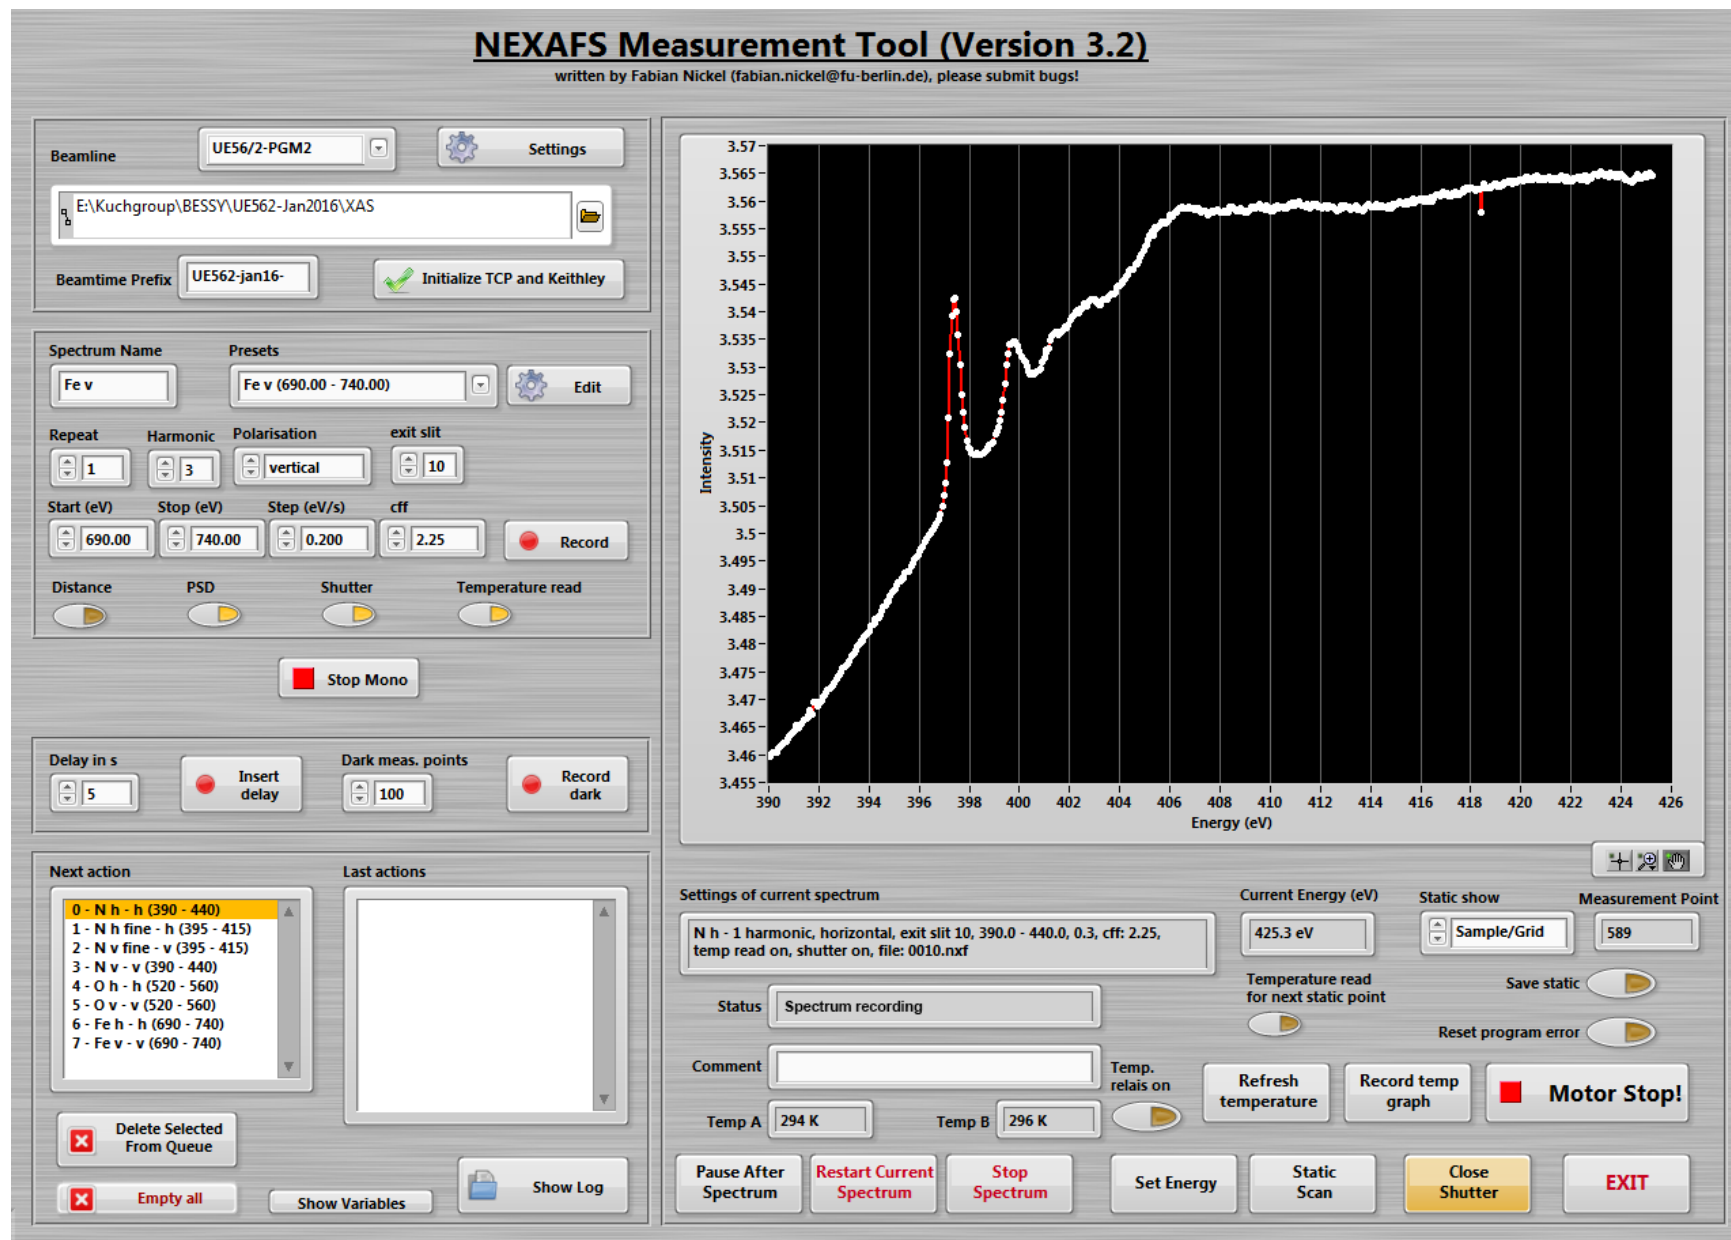 NEXAFS Measurement Tool (Version 3.2)
written by Fabian Nickel (fabian.nickel@fu-berlin.de), please submit bugs!
Beamline
UE56/2-PGM2
Settings
E:\Kuchgroup\BESSY\UE562-Jan2016\XAS
Beamtime Prefix
UE562-jan16-
Initialize TCP and Keithley
Spectrum Name
Presets
Fe v
Fe v (690.00 - 740.00)
Edit
Repeat
Harmonic
Polarisation
exit slit
1
3
vertical
10
Start (eV)
Stop (eV)
Step (eV/s)
cff
690.00
740.00
0.200
2.25
Record
Distance
PSD
Shutter
Temperature read
Stop Mono
Delay in s
5
Insert
delay
Dark meas. points
100
Record
dark
Next action
0 - N h - h (390 - 440)
1 - N h fine - h (395 - 415)
2 - N v fine - v (395 - 415)
3 - N v - v (390 - 440)
4 - O h - h (520 - 560)
5 - O v - v (520 - 560)
6 - Fe h - h (690 - 740)
7 - Fe v - v (690 - 740)
Last actions
Delete Selected
From Queue
Empty all
Show Variables
Show Log
Intensity
3.57
3.565
3.56
3.555
3.55
3.545
3.54
3.535
3.53
3.525
3.52
3.515
3.51
3.505
3.5
3.495
3.49
3.485
3.48
3.475
3.47
3.465
3.46
3.455
390 392 394 396 398 400 402 404 406 408 410 412 414 416 418 420 422 424 426
Energy (eV)
Settings of current spectrum
N h - 1 harmonic, horizontal, exit slit 10, 390.0 - 440.0, 0.3, cff: 2.25,
temp read on, shutter on, file: 0010.nxf
Current Energy (eV)
425.3 eV
Static show
Sample/Grid
Measurement Point
589
Status
Spectrum recording
Temperature read
for next static point
Save static
Reset program error
Comment
Temp.
relais on
Temp A
294 K
Temp B
296 K
Refresh
temperature
Record temp
graph
Motor Stop!
Pause After
Spectrum
Restart Current
Spectrum
Stop
Spectrum
Set Energy
Static
Scan
Close
Shutter
EXIT